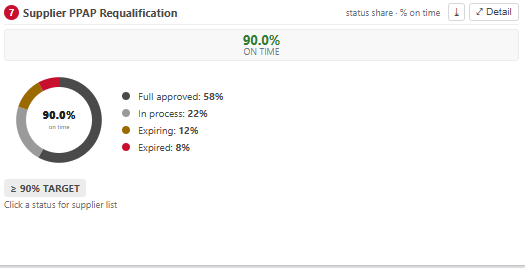 7 Supplier PPAP Requalification
status share · % on time
⤓
⤢ Detail
90.0%
ON TIME
90.0%
on time
Full approved: 58%
In process: 22%
Expiring: 12%
Expired: 8%
≥ 90% TARGET
Click a status for supplier list